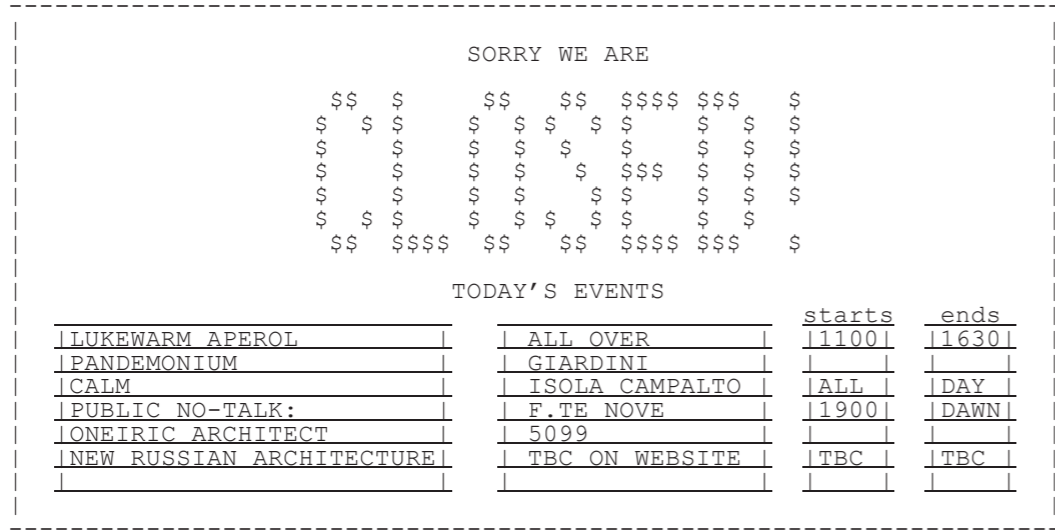 SORRY WE ARE
CLOSED!
TODAY'S EVENTS
starts ends
LUKEWARM APEROL ALL OVER 1100 1630
PANDEMONIUM GIARDINI
CALM ISOLA CAMPALTO ALL DAY
PUBLIC NO-TALK: F.TE NOVE 1900 DAWN
ONEIRIC ARCHITECT 5099
NEW RUSSIAN ARCHITECTURE TBC ON WEBSITE TBC TBC